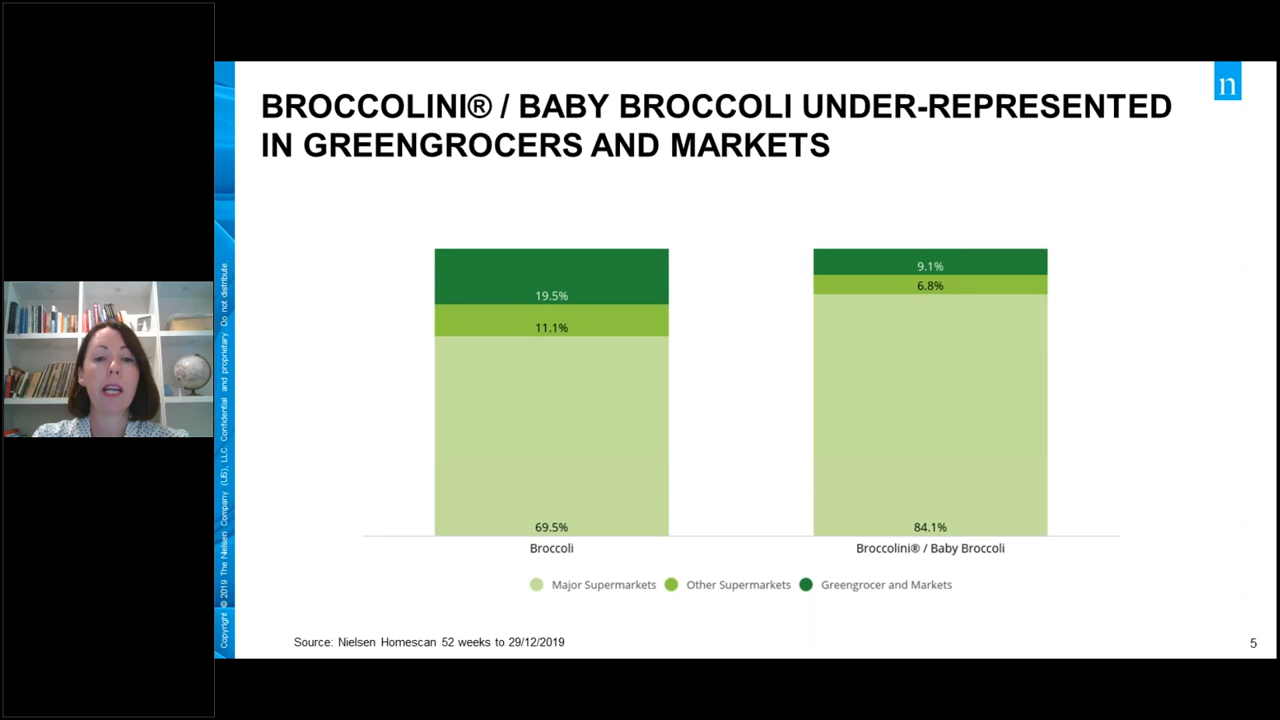 n
BROCCOLINI® / BABY BROCCOLI UNDER-REPRESENTED
IN GREENGROCERS AND MARKETS
19.5%
11.1%
69.5%
Broccoli
9.1%
6.8%
84.1%
Broccolini® / Baby Broccoli
Major Supermarkets
Other Supermarkets
Greengrocer and Markets
Source: Nielsen Homescan 52 weeks to 29/12/2019
5
Copyright © 2019 The Nielsen Company (US), LLC. Confidential and proprietary. Do not distribute.